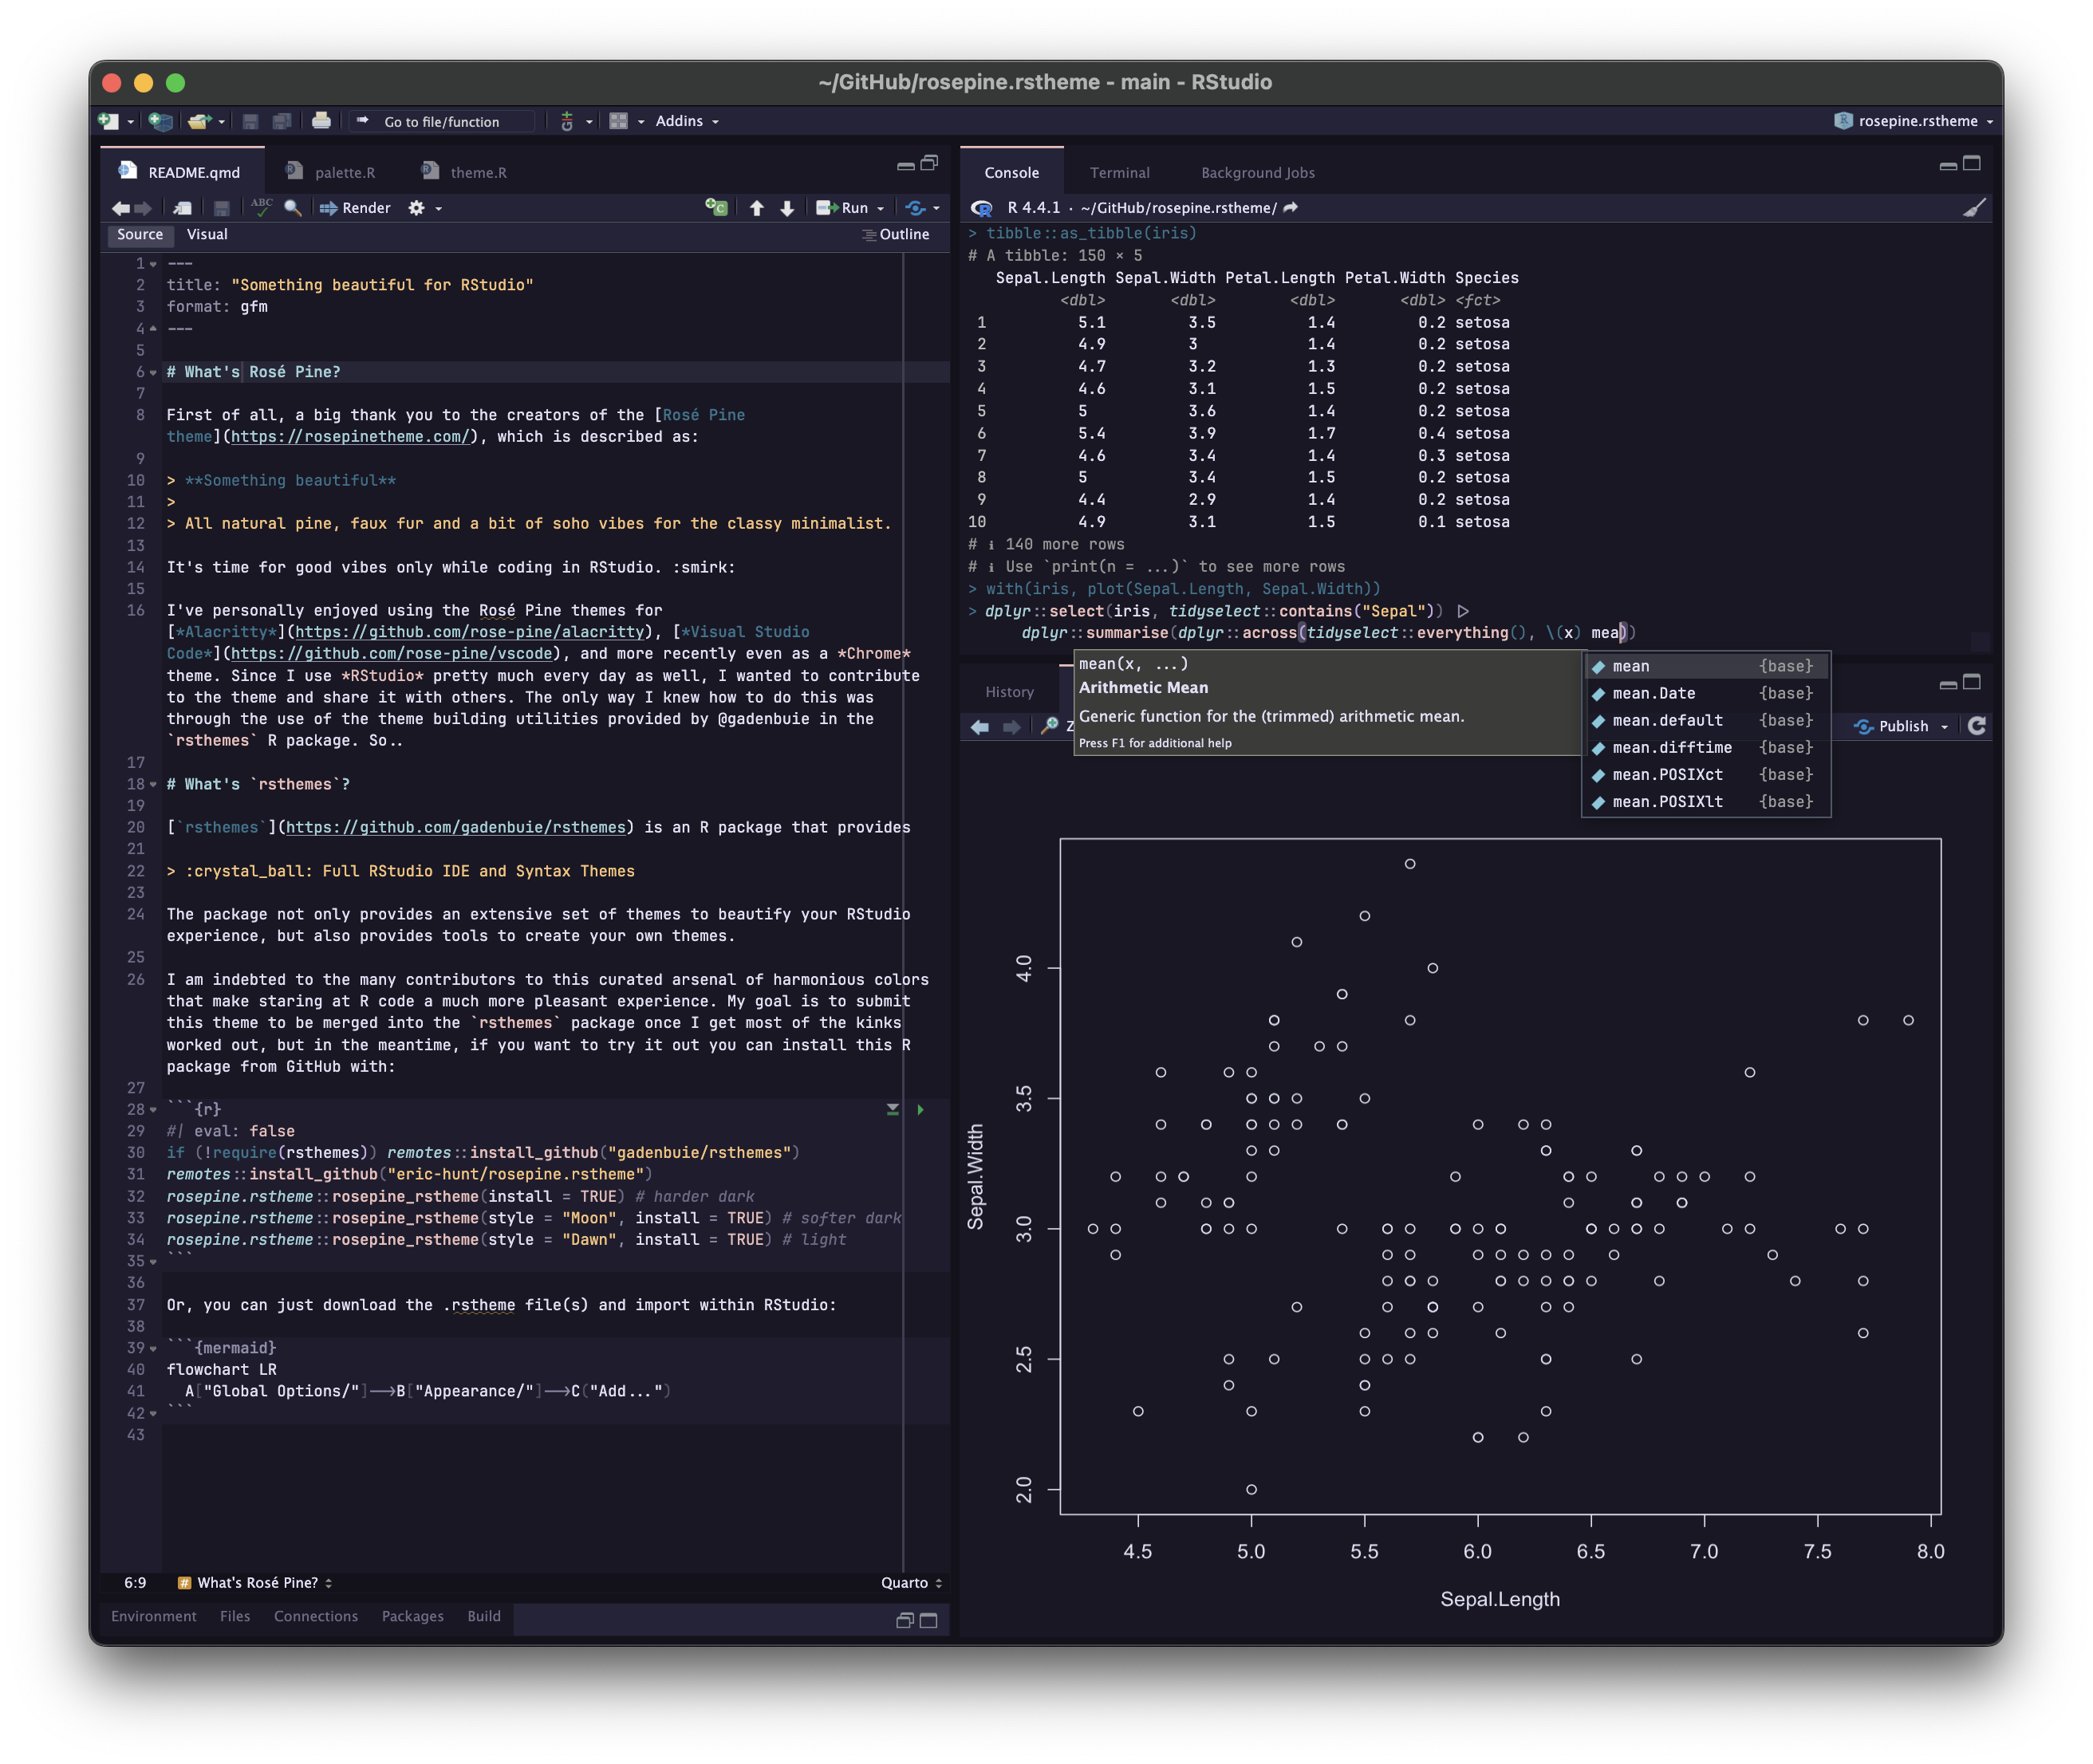 ~/GitHub/rosepine.rstheme - main - RStudio
Go to file/function
Addins
rosepine.rstheme
README.qmd
palette.R
theme.R
ABC
Render
Run
Source
Visual
Outline
1 ---
2 title: "Something beautiful for RStudio"
3 format: gfm
4 ---
5
6 # What's Rosé Pine?
7
8 First of all, a big thank you to the creators of the [Rosé Pine
theme](https://rosepinetheme.com/), which is described as:
9
10 > **Something beautiful**
11 >
12 > All natural pine, faux fur and a bit of soho vibes for the classy minimalist.
13
14 It's time for good vibes only while coding in RStudio. :smirk:
15
16 I've personally enjoyed using the Rosé Pine themes for
[*Alacritty*](https://github.com/rose-pine/alacritty), [*Visual Studio
Code*](https://github.com/rose-pine/vscode), and more recently even as a *Chrome*
theme. Since I use *RStudio* pretty much every day as well, I wanted to contribute
to the theme and share it with others. The only way I knew how to do this was
through the use of the theme building utilities provided by @gadenbuie in the
`rsthemes` R package. So..
17
18 # What's `rsthemes`?
19
20 [`rsthemes`](https://github.com/gadenbuie/rsthemes) is an R package that provides
21
22 > :crystal_ball: Full RStudio IDE and Syntax Themes
23
24 The package not only provides an extensive set of themes to beautify your RStudio
experience, but also provides tools to create your own themes.
25
26 I am indebted to the many contributors to this curated arsenal of harmonious colors
that make staring at R code a much more pleasant experience. My goal is to submit
this theme to be merged into the `rsthemes` package once I get most of the kinks
worked out, but in the meantime, if you want to try it out you can install this R
package from GitHub with:
27
28 ```{r}
29 #| eval: false
30 if (!require(rsthemes)) remotes::install_github("gadenbuie/rsthemes")
31 remotes::install_github("eric-hunt/rosepine.rstheme")
32 rosepine.rstheme::rosepine_rstheme(install = TRUE) # harder dark
33 rosepine.rstheme::rosepine_rstheme(style = "Moon", install = TRUE) # softer dark
34 rosepine.rstheme::rosepine_rstheme(style = "Dawn", install = TRUE) # light
35 ```
36
37 Or, you can just download the .rstheme file(s) and import within RStudio:
38
39 ```{mermaid}
40 flowchart LR
41 A["Global Options/"]-->B["Appearance/"]-->C("Add...")
42 ```
43
6:9
# What's Rosé Pine?
Quarto
Environment
Files
Connections
Packages
Build
Console
Terminal
Background Jobs
R 4.4.1 · ~/GitHub/rosepine.rstheme/
> tibble::as_tibble(iris)
# A tibble: 150 × 5
Sepal.Length Sepal.Width Petal.Length Petal.Width Species
<dbl> <dbl> <dbl> <dbl> <fct>
1 5.1 3.5 1.4 0.2 setosa
2 4.9 3 1.4 0.2 setosa
3 4.7 3.2 1.3 0.2 setosa
4 4.6 3.1 1.5 0.2 setosa
5 5 3.6 1.4 0.2 setosa
6 5.4 3.9 1.7 0.4 setosa
7 4.6 3.4 1.4 0.3 setosa
8 5 3.4 1.5 0.2 setosa
9 4.4 2.9 1.4 0.2 setosa
10 4.9 3.1 1.5 0.1 setosa
# ℹ 140 more rows
# ℹ Use `print(n = ...)` to see more rows
> with(iris, plot(Sepal.Length, Sepal.Width))
> dplyr::select(iris, tidyselect::contains("Sepal")) |>
dplyr::summarise(dplyr::across(tidyselect::everything(), \(x) mea))
mean(x, ...)
Arithmetic Mean
Generic function for the (trimmed) arithmetic mean.
Press F1 for additional help
mean {base}
mean.Date {base}
mean.default {base}
mean.difftime {base}
mean.POSIXct {base}
mean.POSIXlt {base}
History
Z
Publish
Sepal.Width
4.0
3.5
3.0
2.5
2.0
4.5 5.0 5.5 6.0 6.5 7.0 7.5 8.0
Sepal.Length